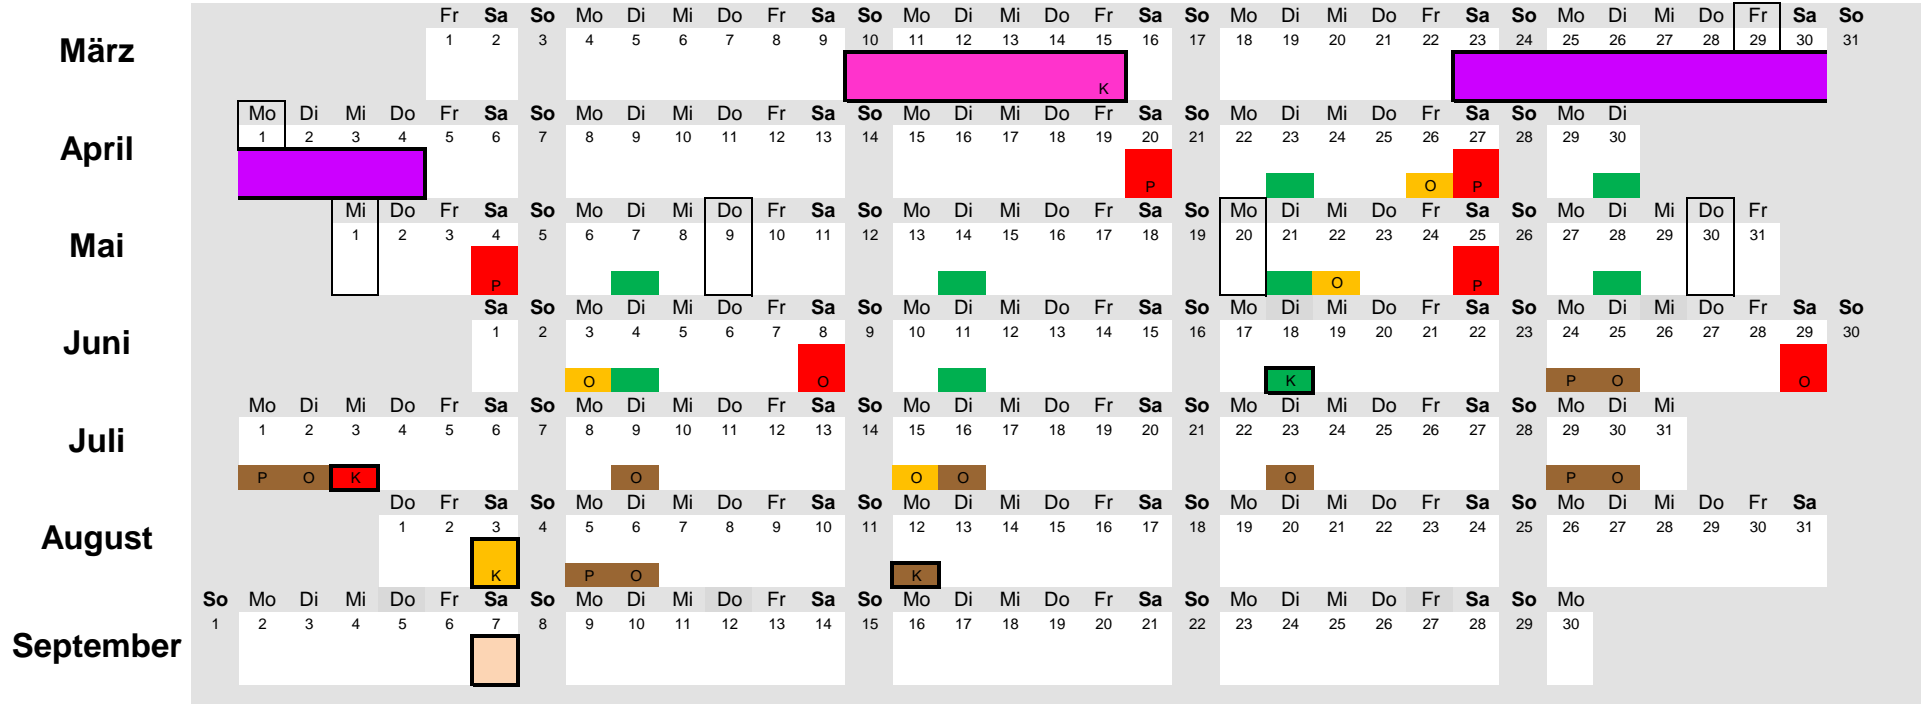 Fr Sa So Mo Di Mi Do Fr Sa So Mo Di Mi Do Fr Sa So Mo Di Mi Do Fr Sa So Mo Di Mi Do Fr Sa So
März
1 2 3 4 5 6 7 8 9 10 11 12 13 14 15 16 17 18 19 20 21 22 23 24 25 26 27 28 29 30 31
K
Mo Di Mi Do Fr Sa So Mo Di Mi Do Fr Sa So Mo Di Mi Do Fr Sa So Mo Di Mi Do Fr Sa So Mo Di
April
1 2 3 4 5 6 7 8 9 10 11 12 13 14 15 16 17 18 19 20 21 22 23 24 25 26 27 28 29 30
P O P
Mi Do Fr Sa So Mo Di Mi Do Fr Sa So Mo Di Mi Do Fr Sa So Mo Di Mi Do Fr Sa So Mo Di Mi Do Fr
Mai
1 2 3 4 5 6 7 8 9 10 11 12 13 14 15 16 17 18 19 20 21 22 23 24 25 26 27 28 29 30 31
P O P
Sa So Mo Di Mi Do Fr Sa So Mo Di Mi Do Fr Sa So Mo Di Mi Do Fr Sa So Mo Di Mi Do Fr Sa So
Juni
1 2 3 4 5 6 7 8 9 10 11 12 13 14 15 16 17 18 19 20 21 22 23 24 25 26 27 28 29 30
O O K P O O
Mo Di Mi Do Fr Sa So Mo Di Mi Do Fr Sa So Mo Di Mi Do Fr Sa So Mo Di Mi Do Fr Sa So Mo Di Mi
Juli
1 2 3 4 5 6 7 8 9 10 11 12 13 14 15 16 17 18 19 20 21 22 23 24 25 26 27 28 29 30 31
P O K O O O O P O
Do Fr Sa So Mo Di Mi Do Fr Sa So Mo Di Mi Do Fr Sa So Mo Di Mi Do Fr Sa So Mo Di Mi Do Fr Sa
August
1 2 3 4 5 6 7 8 9 10 11 12 13 14 15 16 17 18 19 20 21 22 23 24 25 26 27 28 29 30 31
K P O K
So Mo Di Mi Do Fr Sa So Mo Di Mi Do Fr Sa So Mo Di Mi Do Fr Sa So Mo Di Mi Do Fr Sa So Mo
September
1 2 3 4 5 6 7 8 9 10 11 12 13 14 15 16 17 18 19 20 21 22 23 24 25 26 27 28 29 30